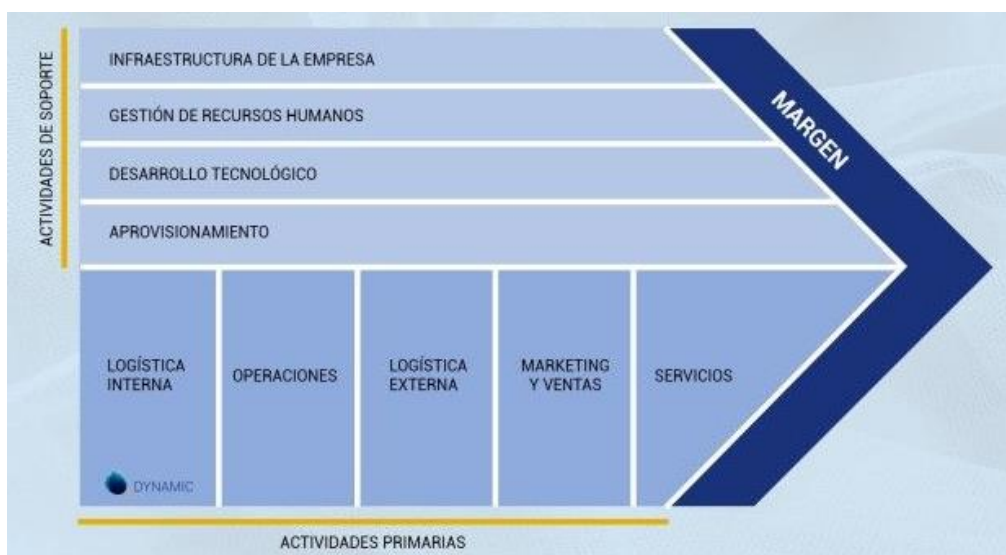 ACTIVIDADES DE SOPORTE
INFRAESTRUCTURA DE LA EMPRESA
GESTIÓN DE RECURSOS HUMANOS
DESARROLLO TECNOLÓGICO
APROVISIONAMIENTO
MARGEN
LOGÍSTICA
INTERNA
OPERACIONES
LOGÍSTICA
EXTERNA
MARKETING
Y VENTAS
SERVICIOS
DYNAMIC
ACTIVIDADES PRIMARIAS